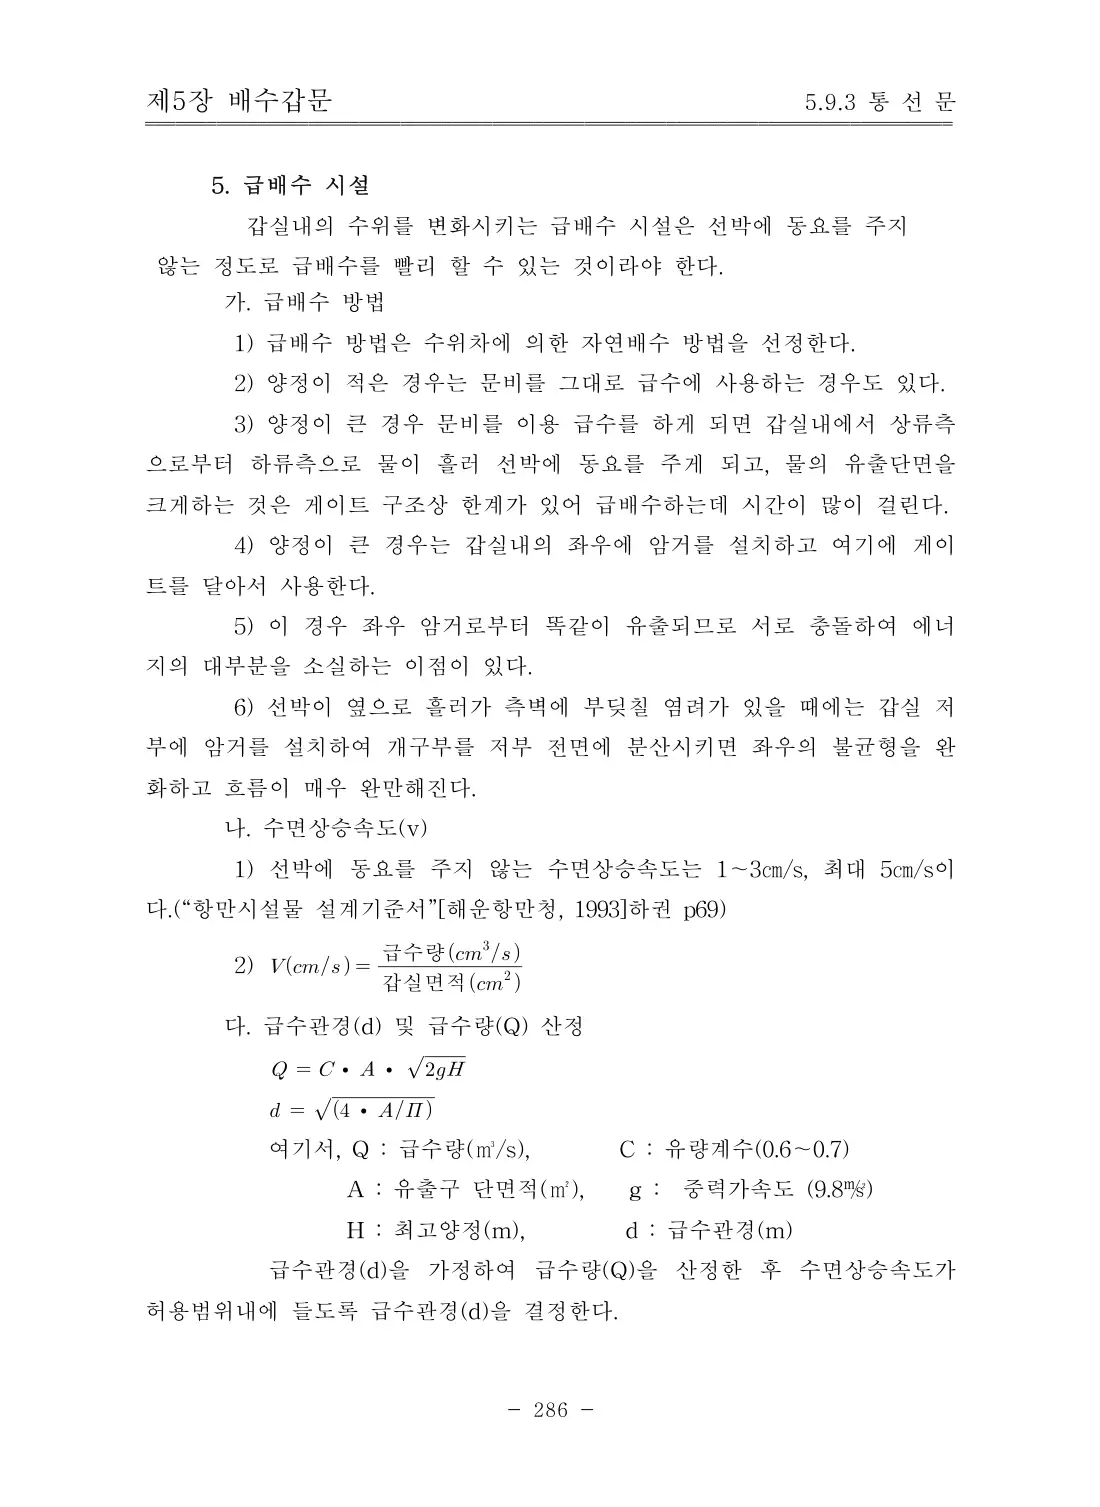 제5장 배수갑문
5.9.3 통 선 문
5. 급배수 시설
갑실내의 수위를 변화시키는 급배수 시설은 선박에 동요를 주지
않는 정도로 급배수를 빨리 할 수 있는 것이라야 한다.
가. 급배수 방법
1) 급배수 방법은 수위차에 의한 자연배수 방법을 선정한다.
2) 양정이 적은 경우는 문비를 그대로 급수에 사용하는 경우도 있다.
3) 양정이 큰 경우 문비를 이용 급수를 하게 되면 갑실내에서 상류측
으로부터 하류측으로 물이 흘러 선박에 동요를 주게 되고, 물의 유출단면을
크게하는 것은 게이트 구조상 한계가 있어 급배수하는데 시간이 많이 걸린다.
4) 양정이 큰 경우는 갑실내의 좌우에 암거를 설치하고 여기에 게이
트를 달아서 사용한다.
5) 이 경우 좌우 암거로부터 똑같이 유출되므로 서로 충돌하여 에너
지의 대부분을 소실하는 이점이 있다.
6) 선박이 옆으로 흘러가 측벽에 부딪칠 염려가 있을 때에는 갑실 저
부에 암거를 설치하여 개구부를 저부 전면에 분산시키면 좌우의 불균형을 완
화하고 흐름이 매우 완만해진다.
나. 수면상승속도(v)
1) 선박에 동요를 주지 않는 수면상승속도는 1~3㎝/s, 최대 5㎝/s이
다.(“항만시설물 설계기준서”[해운항만청, 1993]하권 p69)
2) V(cm/s) = 급수량(cm³/s) / 갑실면적(cm²)
다. 급수관경(d) 및 급수량(Q) 산정
Q = C • A • √2gH
d = √(4 • A/Π)
여기서, Q : 급수량(㎥/s), C : 유량계수(0.6~0.7)
A : 유출구 단면적(㎡), g : 중력가속도 (9.8㎨)
H : 최고양정(m), d : 급수관경(m)
급수관경(d)을 가정하여 급수량(Q)을 산정한 후 수면상승속도가
허용범위내에 들도록 급수관경(d)을 결정한다.
- 286 -